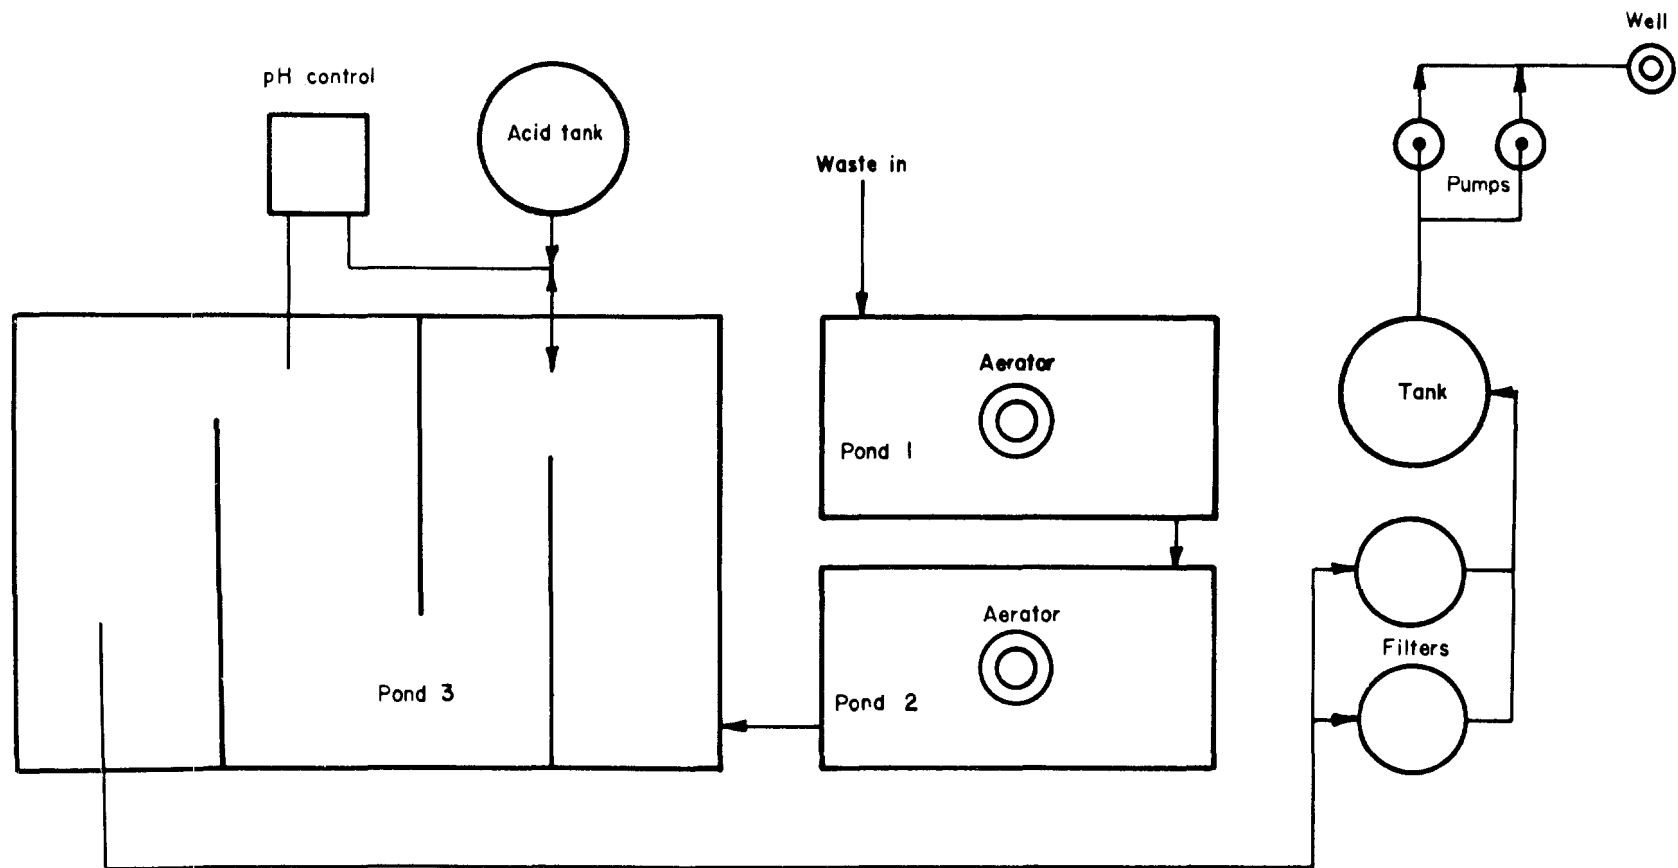 Well
pH control
Acid tank
Waste in
Pumps
Aerator
Tank
Pond 1
Aerator
Filters
Pond 3
Pond 2